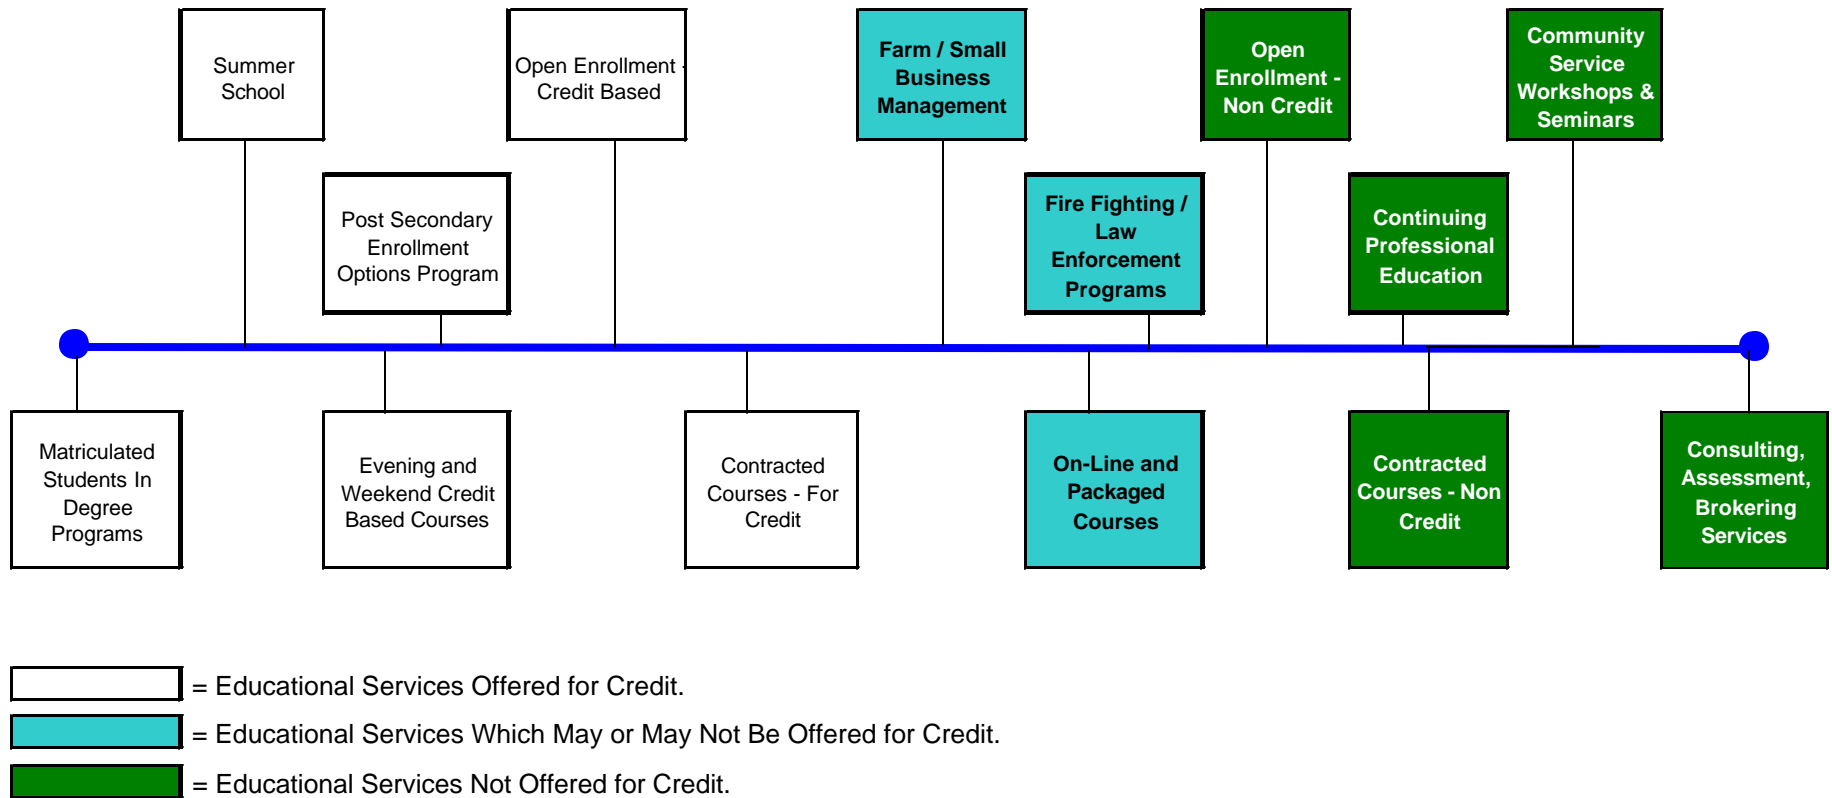 Summer
School
Open Enrollment -
Credit Based
Farm / Small
Business
Management
Open
Enrollment -
Non Credit
Community
Service
Workshops &
Seminars
Post Secondary
Enrollment
Options Program
Fire Fighting /
Law
Enforcement
Programs
Continuing
Professional
Education
Matriculated
Students In
Degree
Programs
Evening and
Weekend Credit
Based Courses
Contracted
Courses - For
Credit
On-Line and
Packaged
Courses
Contracted
Courses - Non
Credit
Consulting,
Assessment,
Brokering
Services
= Educational Services Offered for Credit.
= Educational Services Which May or May Not Be Offered for Credit.
= Educational Services Not Offered for Credit.